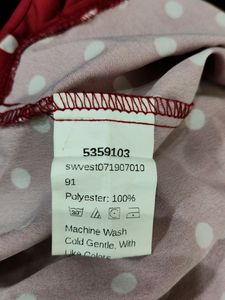 5359103
swvest071907010
91
Polyester: 100%
Machine Wash
Cold Gentle, With
Like Colors